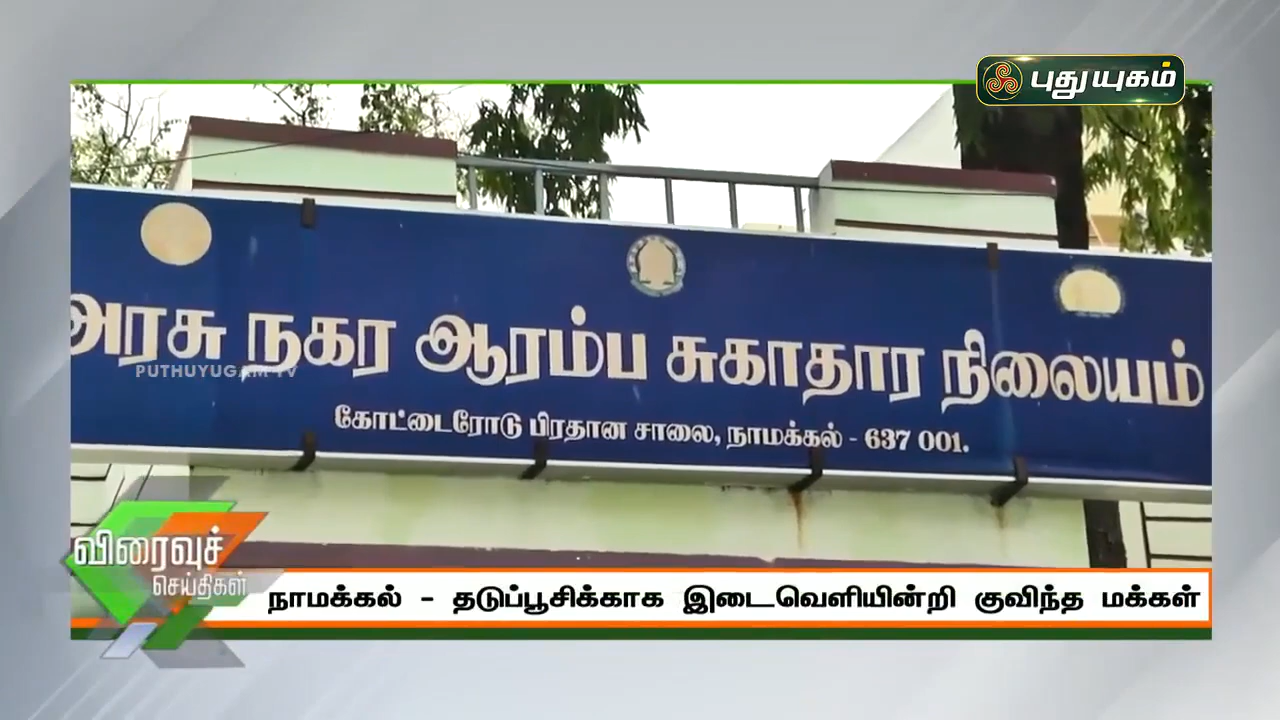 புதுயுகம்
அரசு நகர ஆரம்ப சுகாதார நிலையம்
PUTHUYUGAM TV
கோட்டைரோடு பிரதான சாலை, நாமக்கல் - 637 001.
விரைவுச்
செய்திகள்
நாமக்கல் - தடுப்பூசிக்காக இடைவெளியின்றி குவிந்த மக்கள்